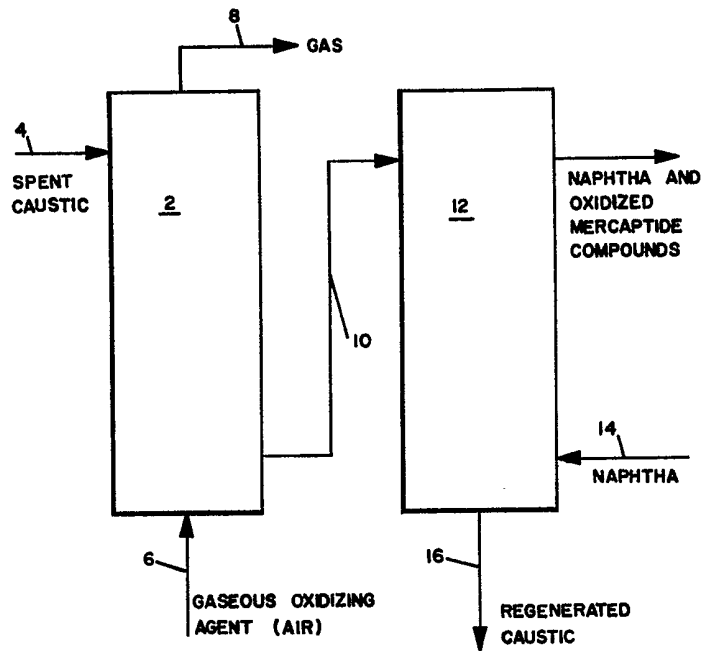 8
GAS
4
SPENT
CAUSTIC
2
12
NAPHTHA AND
OXIDIZED
MERCAPTIDE
COMPOUNDS
10
14
NAPHTHA
6
GASEOUS OXIDIZING
AGENT (AIR)
16
REGENERATED
CAUSTIC